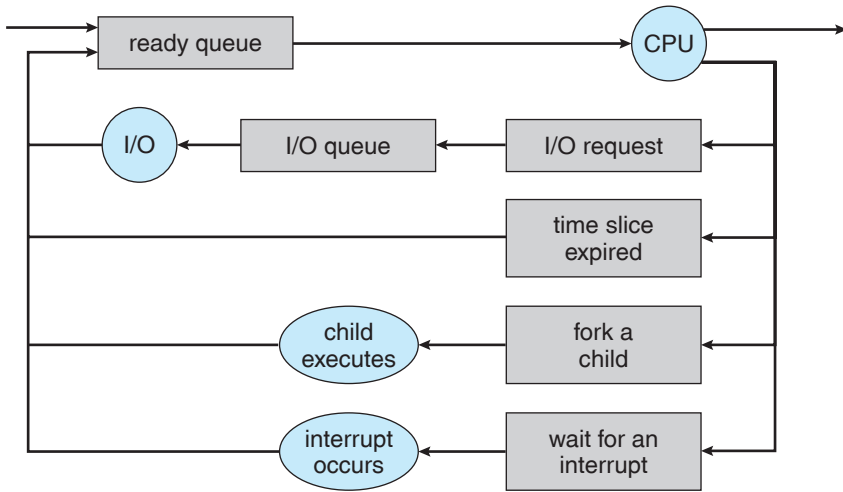 ready queue
CPU
I/O
I/O queue
I/O request
time slice
expired
child
executes
fork a
child
interrupt
occurs
wait for an
interrupt